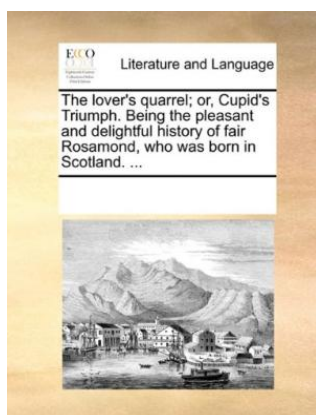 ECCO
Literature and Language
The lover's quarrel; or, Cupid's
Triumph. Being the pleasant
and delightful history of fair
Rosamond, who was born in
Scotland. ...